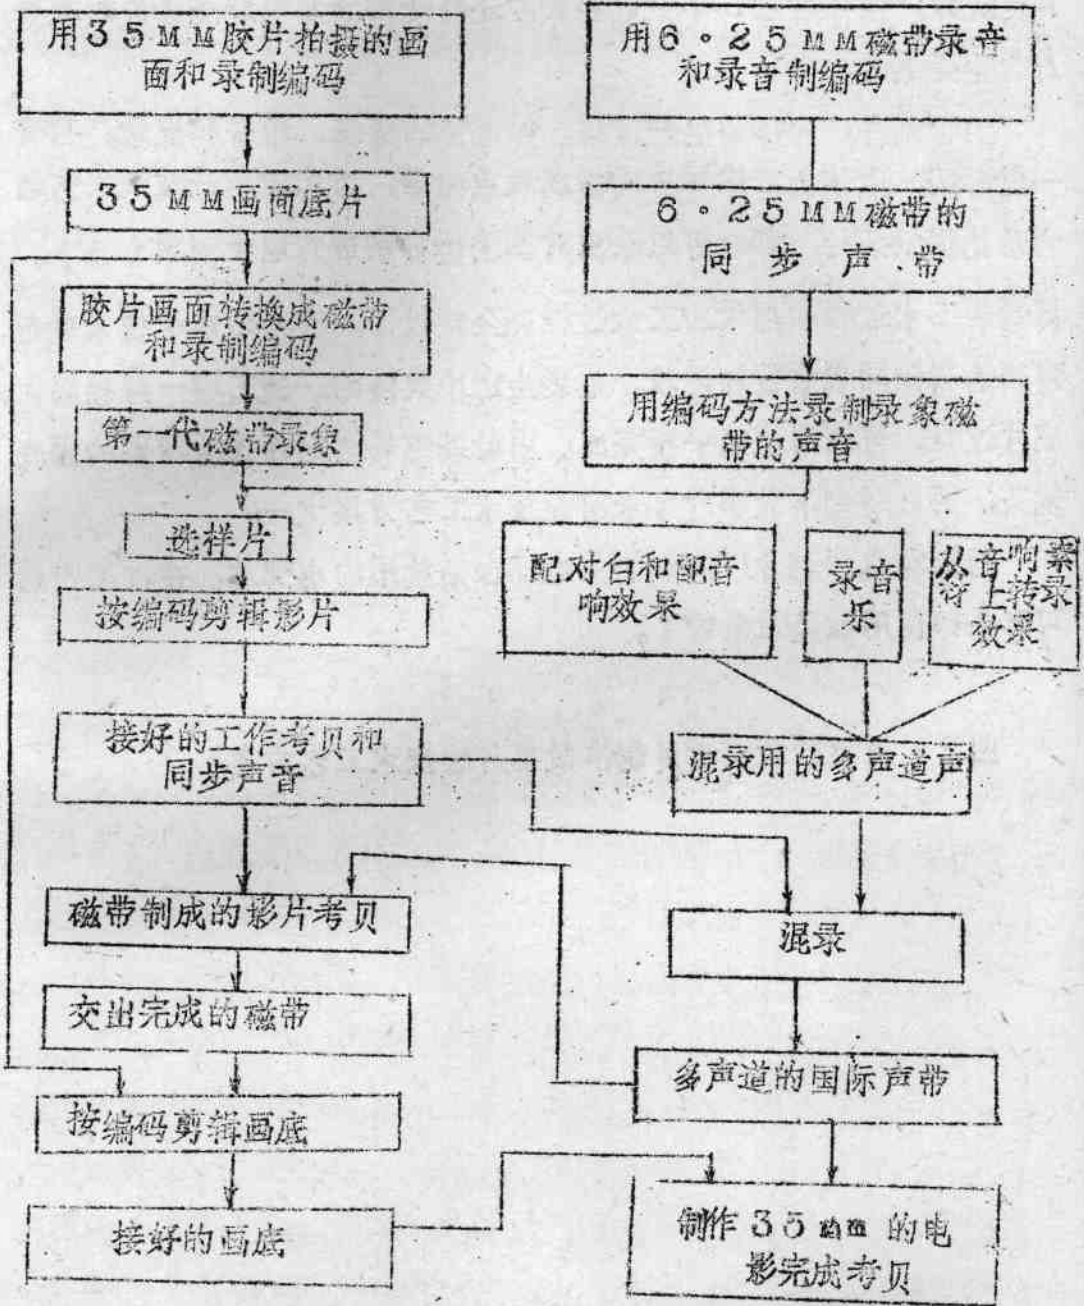 用35MM胶片拍摄的画
面和录制编码
35MM画面底片
胶片画面转换成磁带
和录制编码
第一代磁带录象
选样片
按编码剪辑影片
接好的工作考贝和
同步声音
磁带制成的影片考贝
交出完成的磁带
按编码剪辑画底
接好的画底
用6·25MM磁带录音
和录音制编码
6·25MM磁带的
同步声带
用编码方法录制录象磁
带的声音
配对白和配音
响效果
录音
乐
从音响素
材上转录
效果
混录用的多声道声
混录
多声道的国际声带
制作35mm的电
影完成考贝